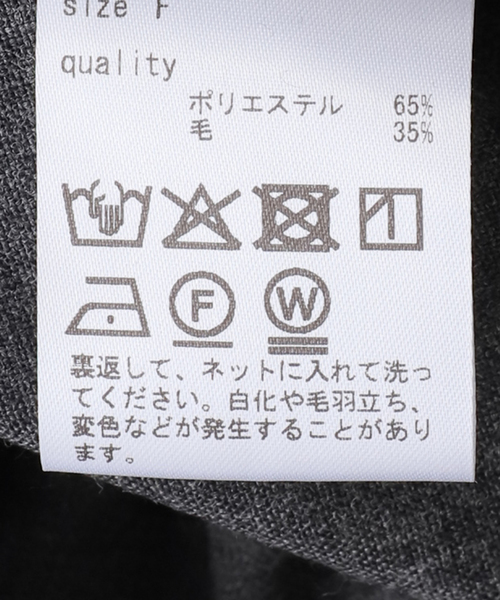 size F
quality
ポリエステル 65%
毛 35%
F W
裏返して、ネットに入れて洗っ
てください。白化や毛羽立ち、
変色などが発生することがあり
ます。